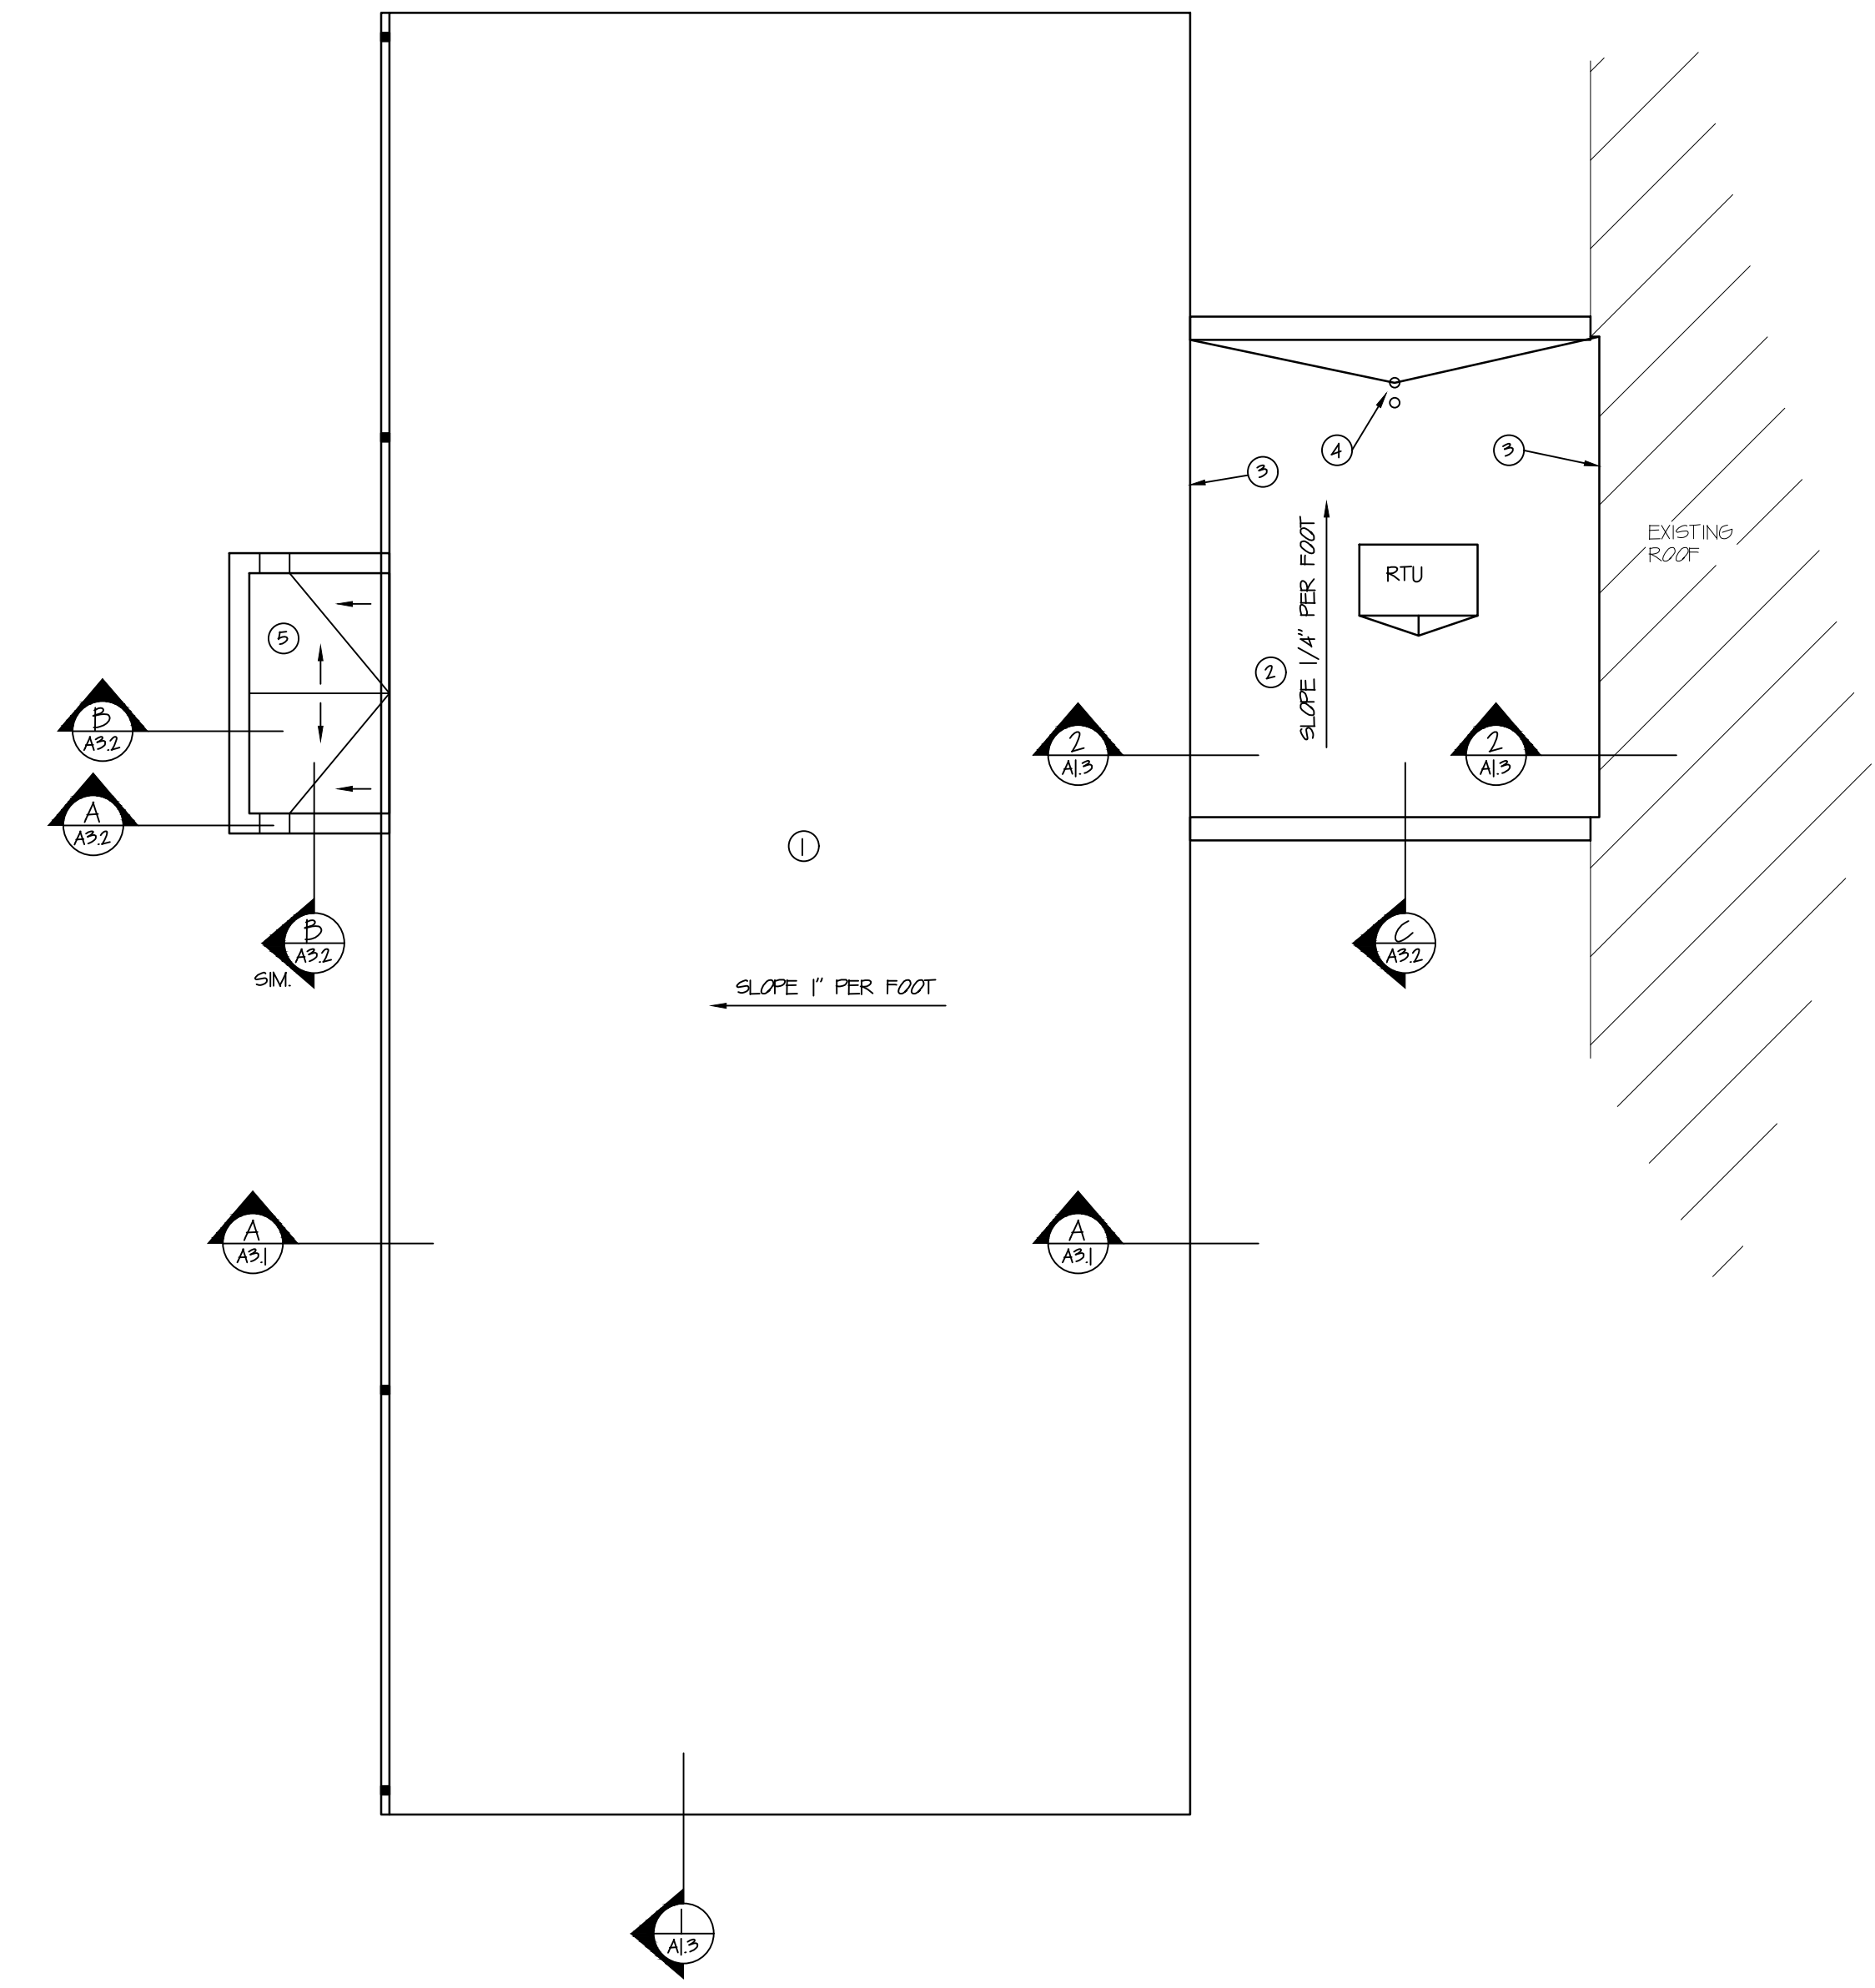 4
3
3
EXISTING
ROOF
SLOPE 1/4" PER FOOT
RTU
5
2
B
A3.2
2
A1.3
2
A1.3
A
A3.2
1
B
A3.2
SIM.
C
A3.2
SLOPE 1" PER FOOT
A
A3.1
A
A3.1
1
A1.3